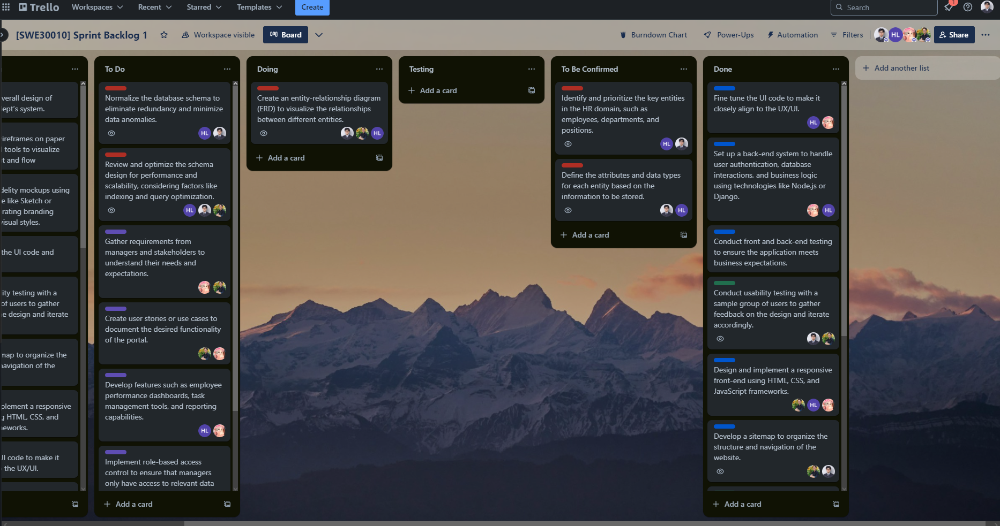 Trello
Workspaces
Recent
Starred
Templates
Create
Search
1
[SWE30010] Sprint Backlog 1
Workspace visible
Board
Burndown Chart
Power-Ups
Automation
Filters
HL
Share
verall design of
lept's system.
ireframes on paper
l tools to visualize
t and flow
delity mockups using
e like Sketch or
rating branding
isual styles.
the UI code and
ity testing with a
of users to gather
e design and iterate
map to organize the
navigation of the
plement a responsive
g HTML, CSS, and
neworks.
JI code to make it
the UX/UI.
To Do
Normalize the database schema to
eliminate redundancy and minimize
data anomalies.
HL
Review and optimize the schema
design for performance and
scalability, considering factors like
indexing and query optimization.
HL
Gather requirements from
managers and stakeholders to
understand their needs and
expectations.
Create user stories or use cases to
document the desired functionality
of the portal.
Develop features such as employee
performance dashboards, task
management tools, and reporting
capabilities.
HL
Implement role-based access
control to ensure that managers
only have access to relevant data
Add a card
Doing
Create an entity-relationship diagram
(ERD) to visualize the relationships
between different entities.
HL
Add a card
Testing
Add a card
To Be Confirmed
Identify and prioritize the key entities
in the HR domain, such as
employees, departments, and
positions.
HL
Define the attributes and data types
for each entity based on the
information to be stored.
HL
Add a card
Done
Fine tune the UI code to make it
closely align to the UX/UI.
HL
Set up a back-end system to handle
user authentication, database
interactions, and business logic
using technologies like Node.js or
Django.
HL
Conduct front and back-end testing
to ensure the application meets
business expectations.
Conduct usability testing with a
sample group of users to gather
feedback on the design and iterate
accordingly.
Design and implement a responsive
front-end using HTML, CSS, and
JavaScript frameworks.
HL
Develop a sitemap to organize the
structure and navigation of the
website.
Add a card
Add another list